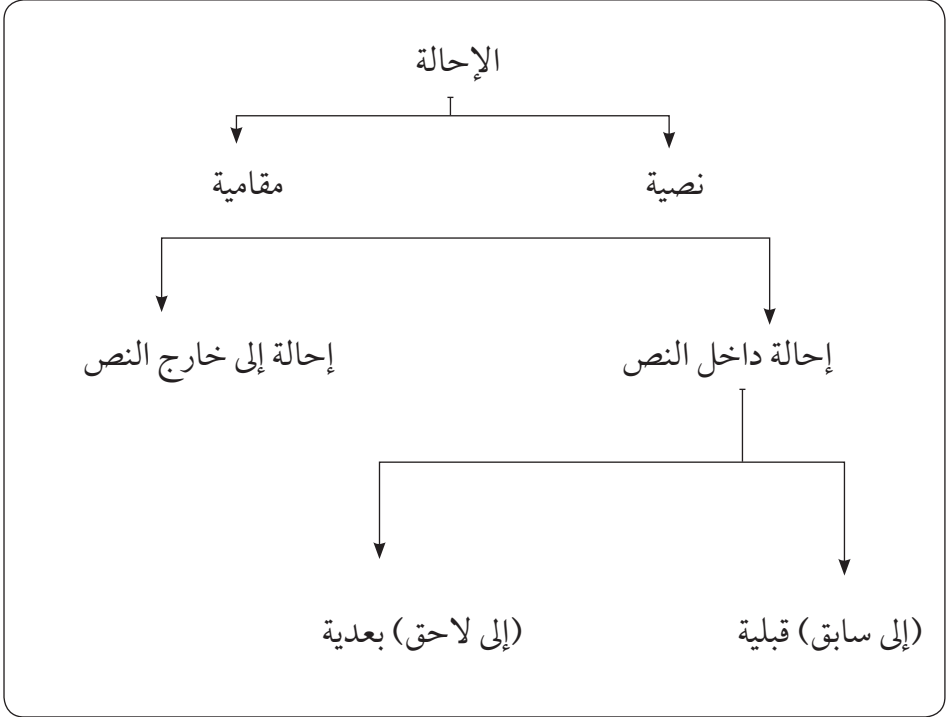 الإحالة
نصية
مقامية
إحالة داخل النص
إحالة إلى خارج النص
(إلى سابق) قبلية
(إلى لاحق) بعدية